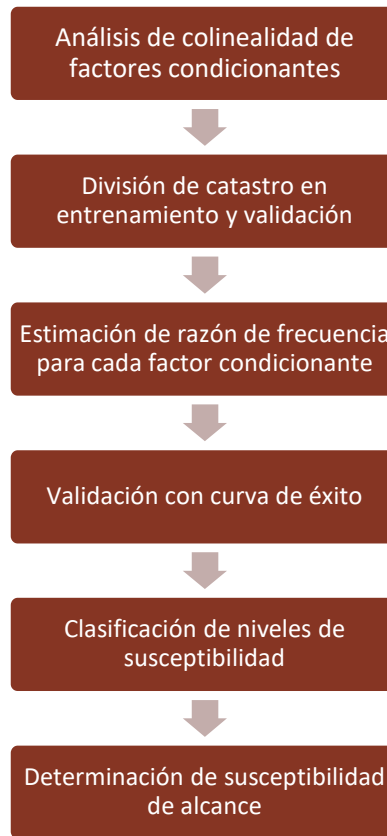 Análisis de colinealidad de
factores condicionantes
División de catastro en
entrenamiento y validación
Estimación de razón de frecuencia
para cada factor condicionante
Validación con curva de éxito
Clasificación de niveles de
susceptibilidad
Determinación de susceptibilidad
de alcance